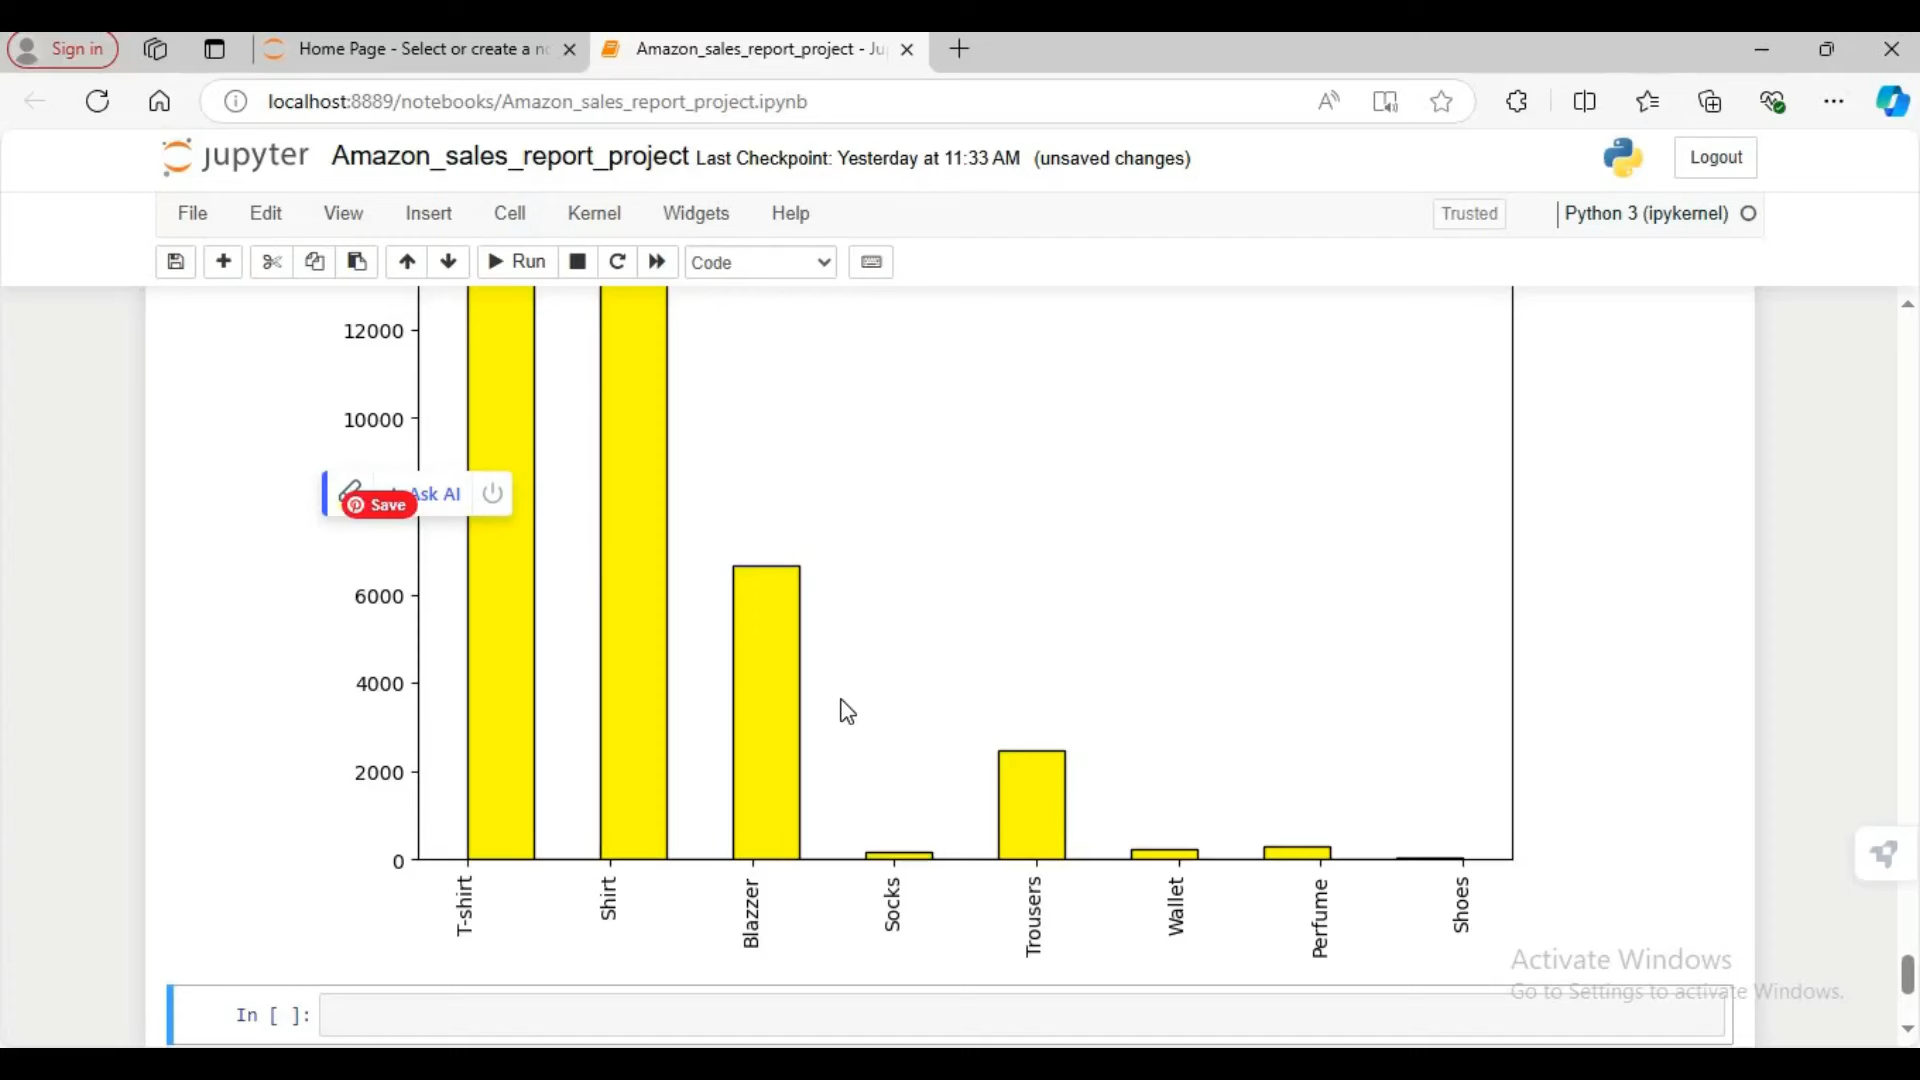 Sign in
Home Page - Select or create a n
Amazon_sales_report_project - Ju
localhost:8889/notebooks/Amazon_sales_report_project.ipynb
jupyter Amazon_sales_report_project Last Checkpoint: Yesterday at 11:33 AM (unsaved changes)
Logout
File Edit View Insert Cell Kernel Widgets Help
Trusted
Python 3 (ipykernel)
Run
Code
12000
10000
Ask AI
Save
6000
4000
2000
0
T-shirt
Shirt
Blazzer
Socks
Trousers
Wallet
Perfume
Shoes
Activate Windows
Go to Settings to activate Windows.
In [ ]: